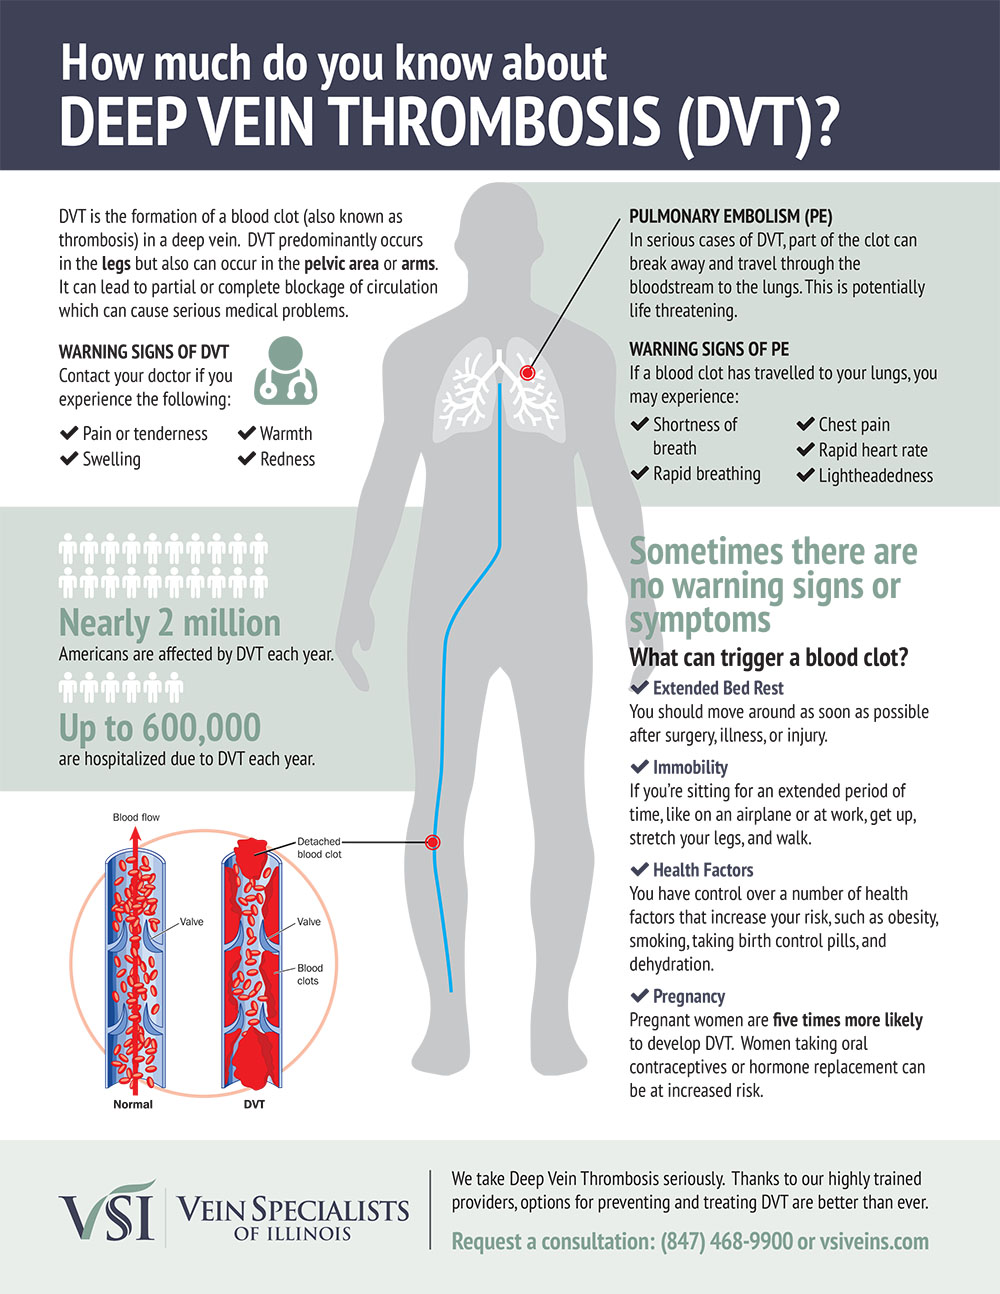 How much do you know about
DEEP VEIN THROMBOSIS (DVT)?
DVT is the formation of a blood clot (also known as
thrombosis) in a deep vein. DVT predominantly occurs
in the legs but also can occur in the pelvic area or arms.
It can lead to partial or complete blockage of circulation
which can cause serious medical problems.
WARNING SIGNS OF DVT
Contact your doctor if you
experience the following:
Pain or tenderness
Warmth
Swelling
Redness
PULMONARY EMBOLISM (PE)
In serious cases of DVT, part of the clot can
break away and travel through the
bloodstream to the lungs. This is potentially
life threatening.
WARNING SIGNS OF PE
If a blood clot has travelled to your lungs, you
may experience:
Shortness of
breath
Rapid breathing
Chest pain
Rapid heart rate
Lightheadedness
Nearly 2 million
Americans are affected by DVT each year.
Up to 600,000
are hospitalized due to DVT each year.
Sometimes there are
no warning signs or
symptoms
What can trigger a blood clot?
Extended Bed Rest
You should move around as soon as possible
after surgery, illness, or injury.
Immobility
If you're sitting for an extended period of
time, like on an airplane or at work, get up,
stretch your legs, and walk.
Health Factors
You have control over a number of health
factors that increase your risk, such as obesity,
smoking, taking birth control pills, and
dehydration.
Pregnancy
Pregnant women are five times more likely
to develop DVT. Women taking oral
contraceptives or hormone replacement can
be at increased risk.
Blood flow
Detached
blood clot
Valve
Valve
Blood
clots
Normal
DVT
VSI
VEIN SPECIALISTS
OF ILLINOIS
We take Deep Vein Thrombosis seriously. Thanks to our highly trained
providers, options for preventing and treating DVT are better than ever.
Request a consultation: (847) 468-9900 or vsiveins.com